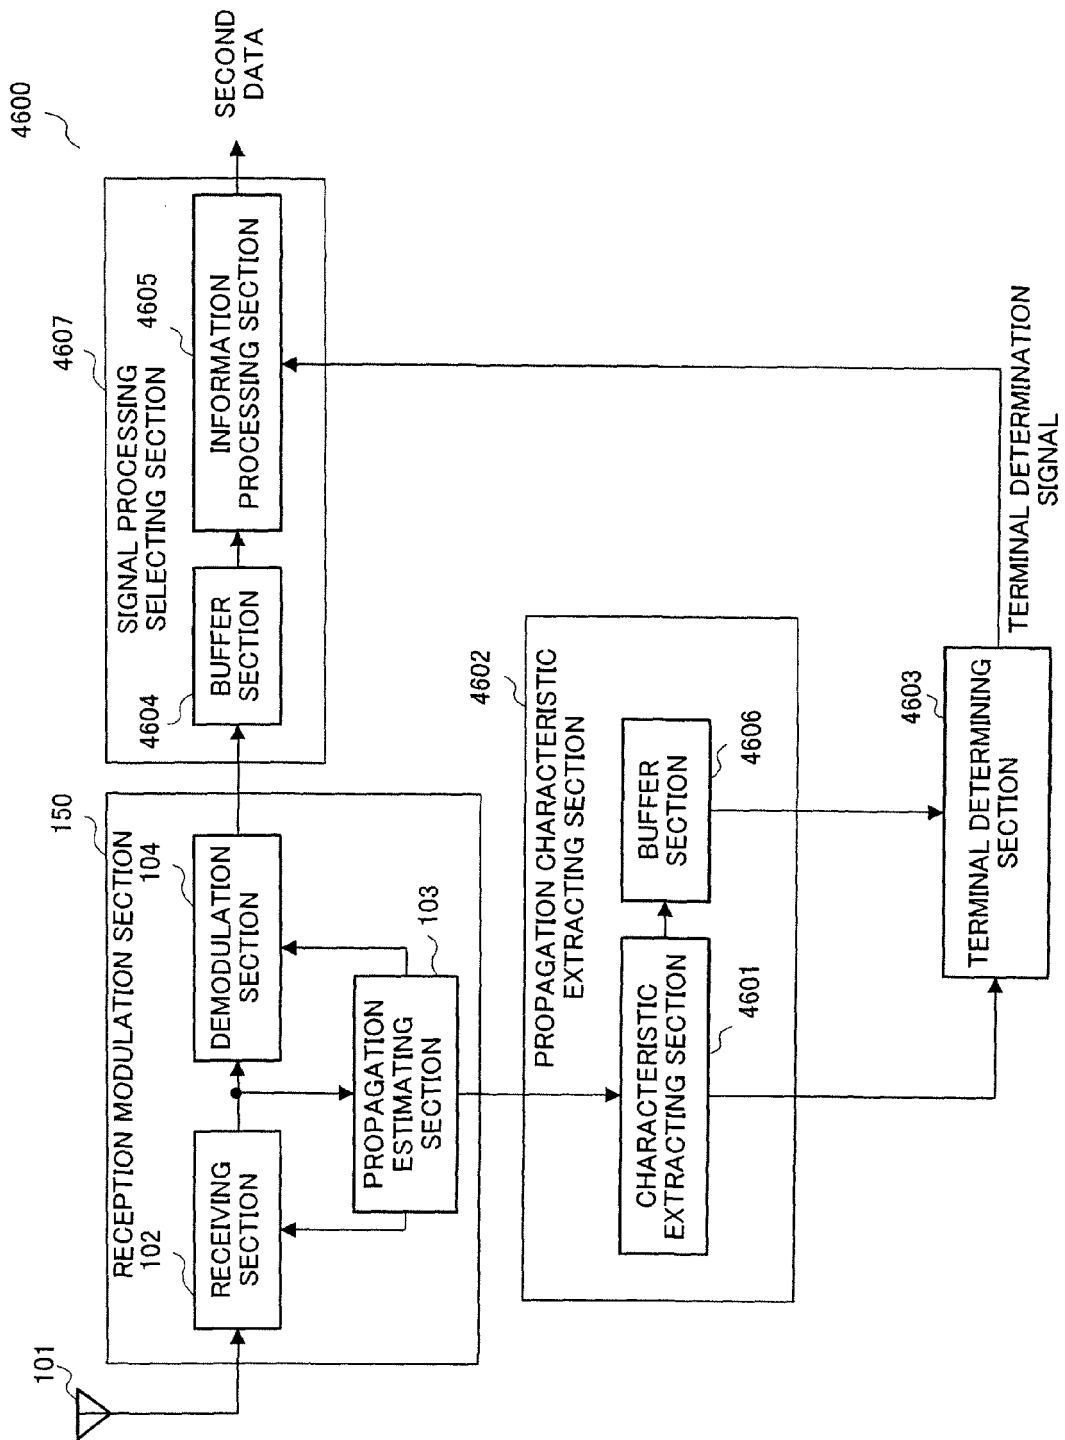 4600
101
150
RECEPTION MODULATION SECTION
102
RECEIVING
SECTION
104
DEMODULATION
SECTION
103
PROPAGATION
ESTIMATING
SECTION
4607
SIGNAL PROCESSING
SELECTING SECTION
4604
BUFFER
SECTION
4605
INFORMATION
PROCESSING SECTION
SECOND
DATA
4602
PROPAGATION CHARACTERISTIC
EXTRACTING SECTION
CHARACTERISTIC
EXTRACTING SECTION
4601
BUFFER
SECTION
4606
4603
TERMINAL DETERMINING
SECTION
TERMINAL DETERMINATION
SIGNAL